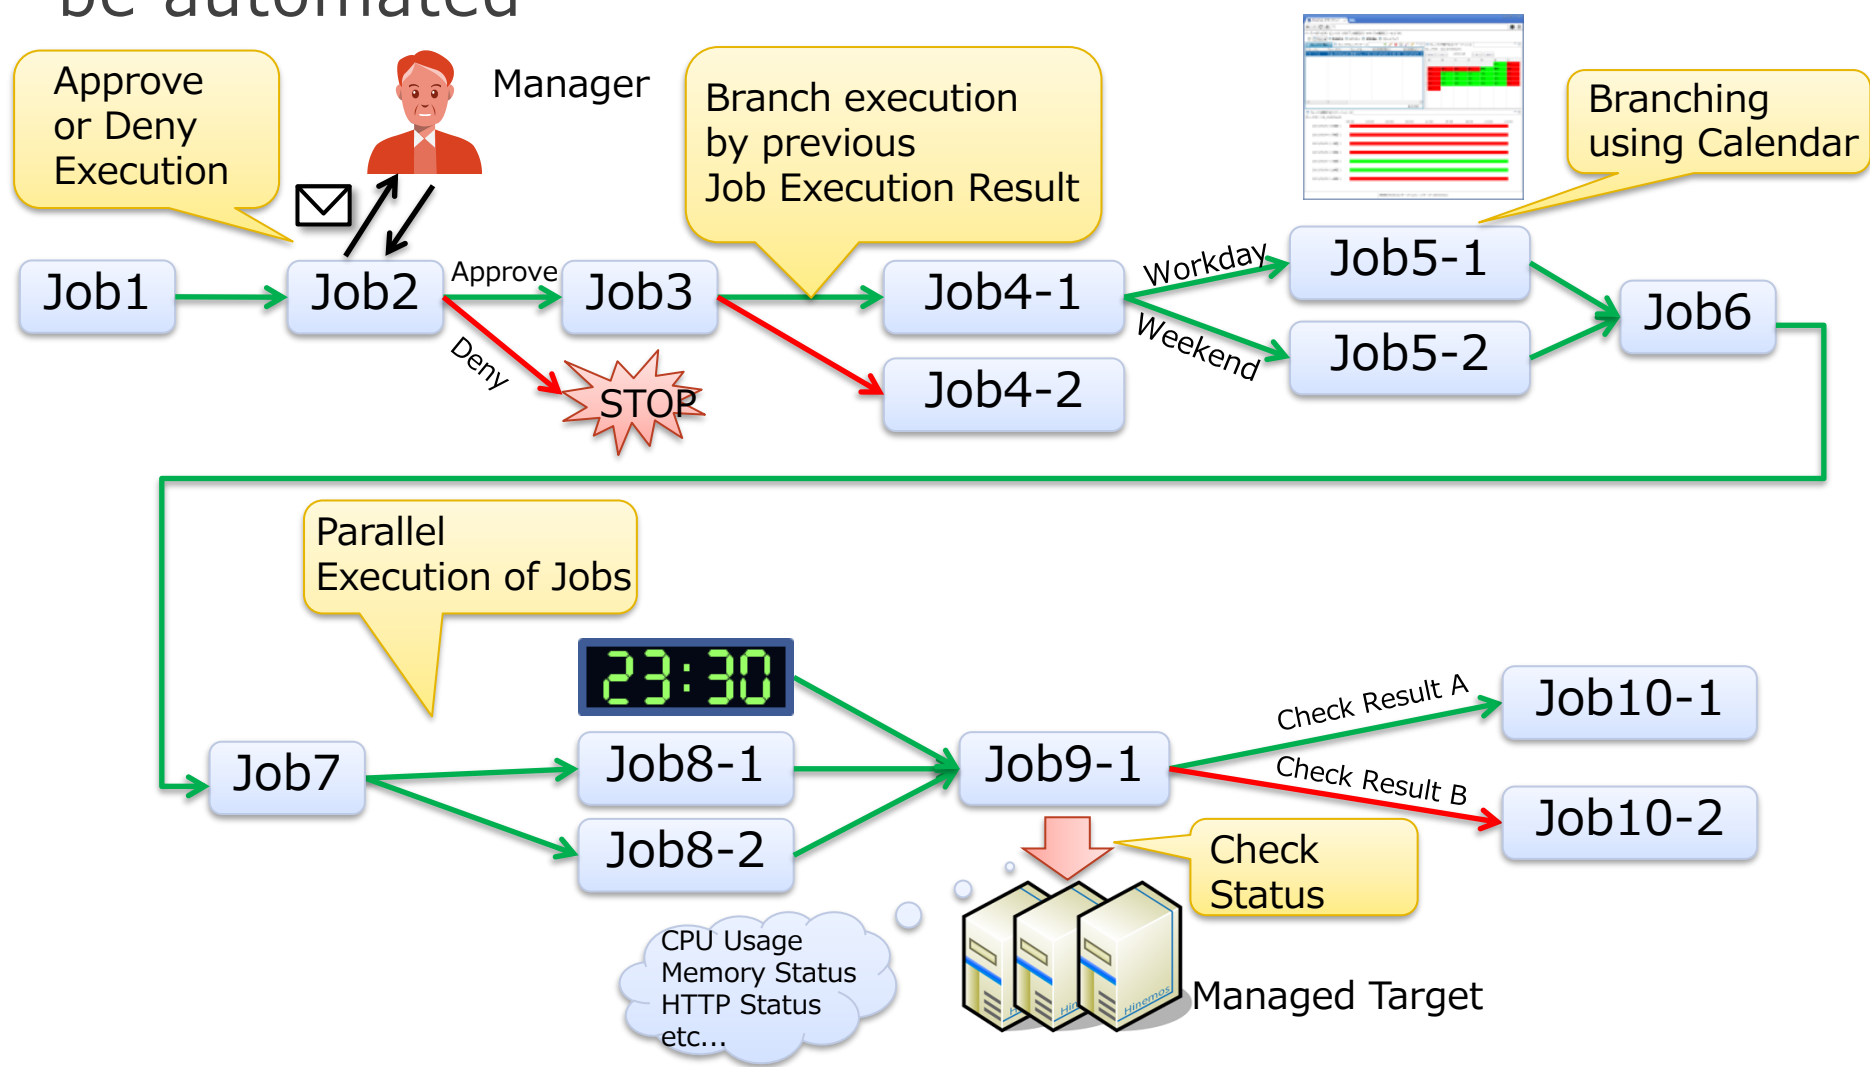 be automated
Approve
or Deny
Execution
Manager
Branch execution
by previous
Job Execution Result
Branching
using Calendar
Job1
Job2
Approve
Deny
STOP
Job3
Job4-1
Job4-2
Workday
Weekend
Job5-1
Job5-2
Job6
Parallel
Execution of Jobs
23:30
Job7
Job8-1
Job8-2
Job9-1
Check Result A
Check Result B
Job10-1
Job10-2
Check
Status
CPU Usage
Memory Status
HTTP Status
etc...
Hinemos
Managed Target